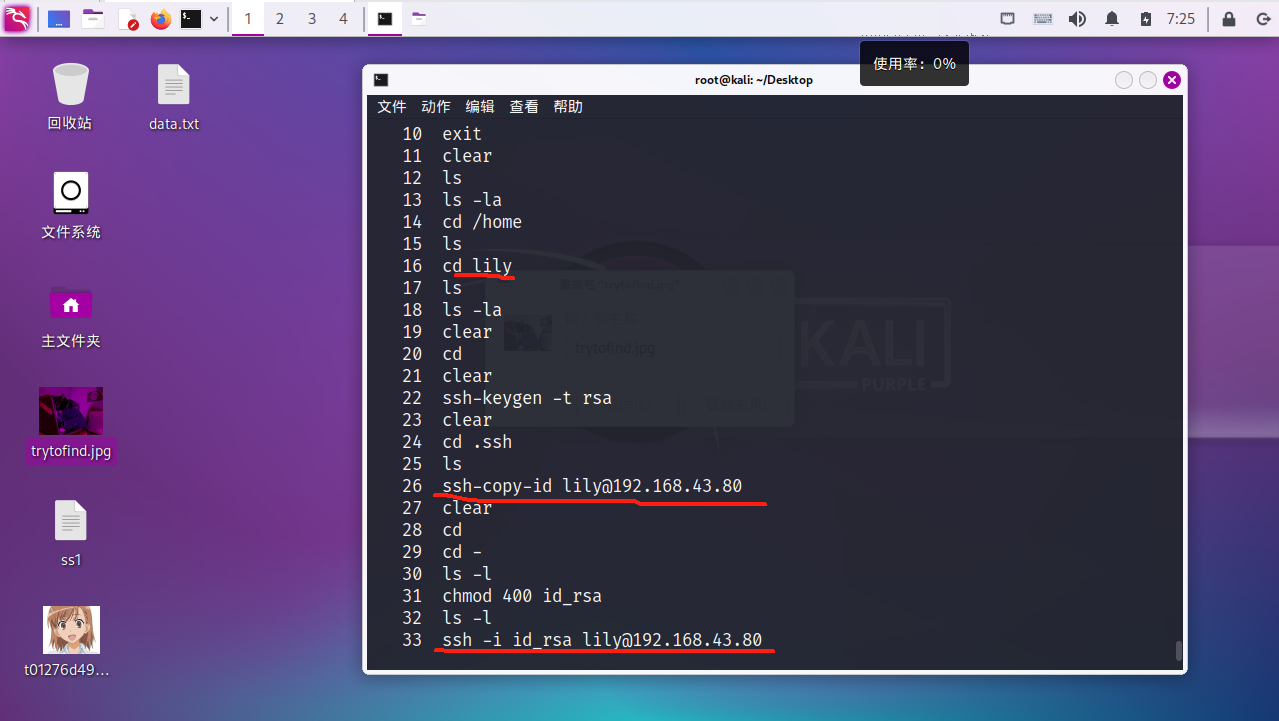 1 2 3 4 7:25
使用率：0%
回收站
data.txt
文件系统
主文件夹
trytofind.jpg
ss1
t01276d49...
root@kali: ~/Desktop
文件 动作 编辑 查看 帮助
10 exit
11 clear
12 ls
13 ls -la
14 cd /home
15 ls
16 cd lily
17 ls
18 ls -la
19 clear
20 cd
21 clear
22 ssh-keygen -t rsa
23 clear
24 cd .ssh
25 ls
26 ssh-copy-id lily@192.168.43.80
27 clear
28 cd
29 cd -
30 ls -l
31 chmod 400 id_rsa
32 ls -l
33 ssh -i id_rsa lily@192.168.43.80
trytofind.jpg
KALI
PURPLE